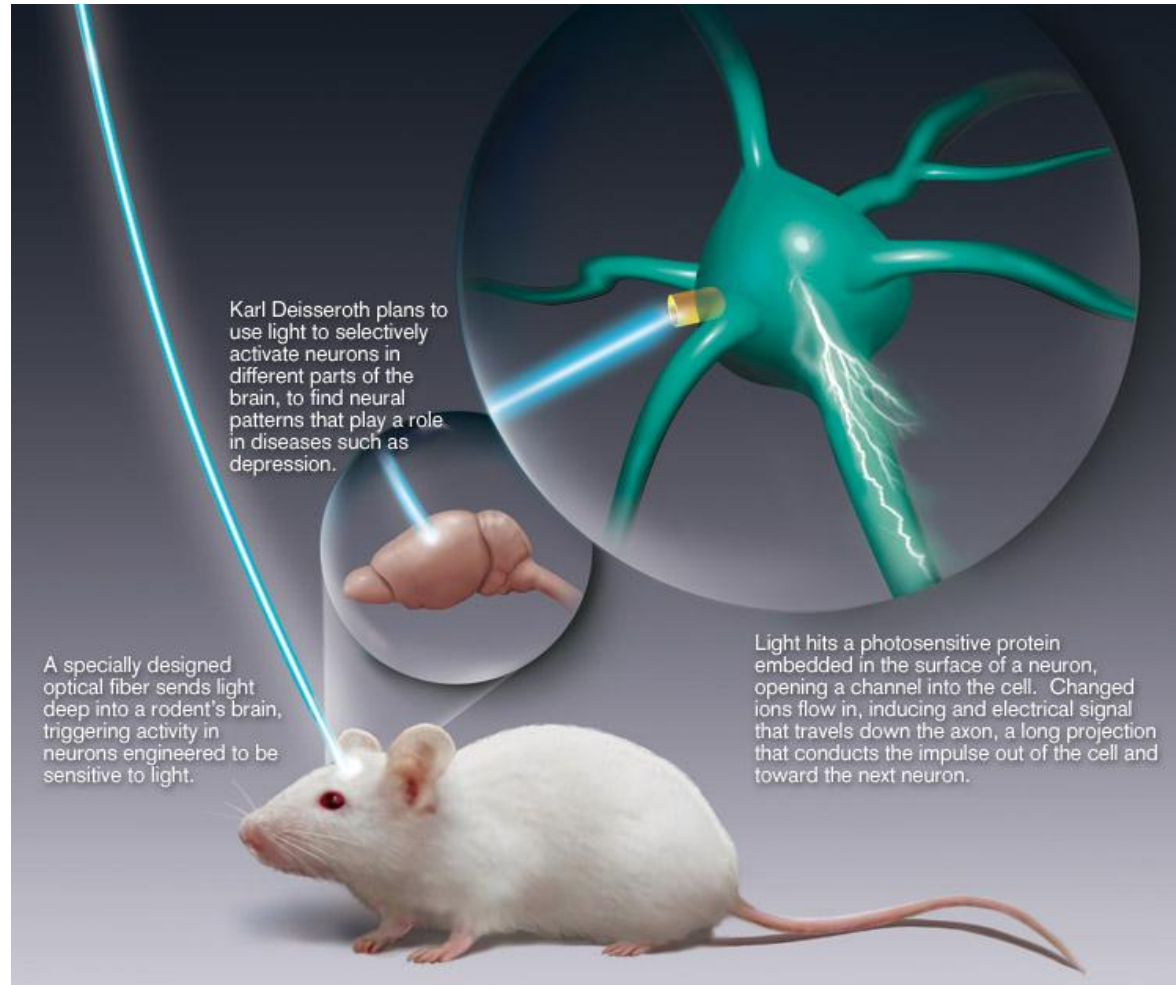 Karl Deisseroth plans to
use light to selectively
activate neurons in
different parts of the
brain, to find neural
patterns that play a role
in diseases such as
depression.
A specially designed
optical fiber sends light
deep into a rodent's brain,
triggering activity in
neurons engineered to be
sensitive to light.
Light hits a photosensitive protein
embedded in the surface of a neuron,
opening a channel into the cell.  Changed
ions flow in, inducing and electrical signal
that travels down the axon, a long projection
that conducts the impulse out of the cell and
toward the next neuron.